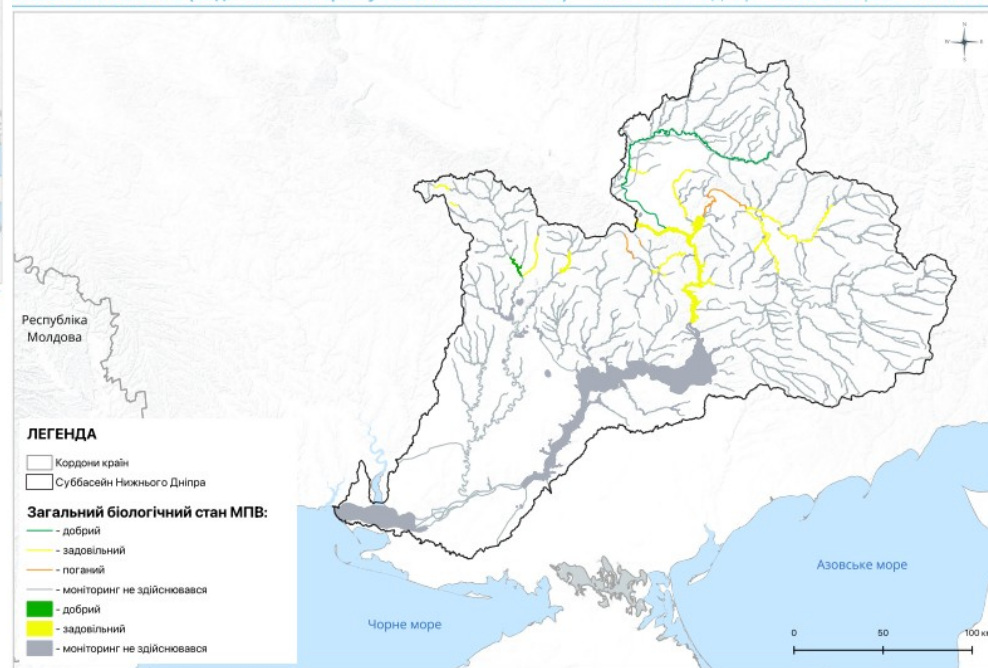 Республіка
Молдова
ЛЕГЕНДА
Кордони країн
Суббасейн Нижнього Дніпра
Загальний біологічний стан МПВ:
- добрий
- задовільний
- поганий
- моніторинг не здійснювався
- добрий
- задовільний
- моніторинг не здійснювався
Чорне море
Азовське море
0 50 100 км